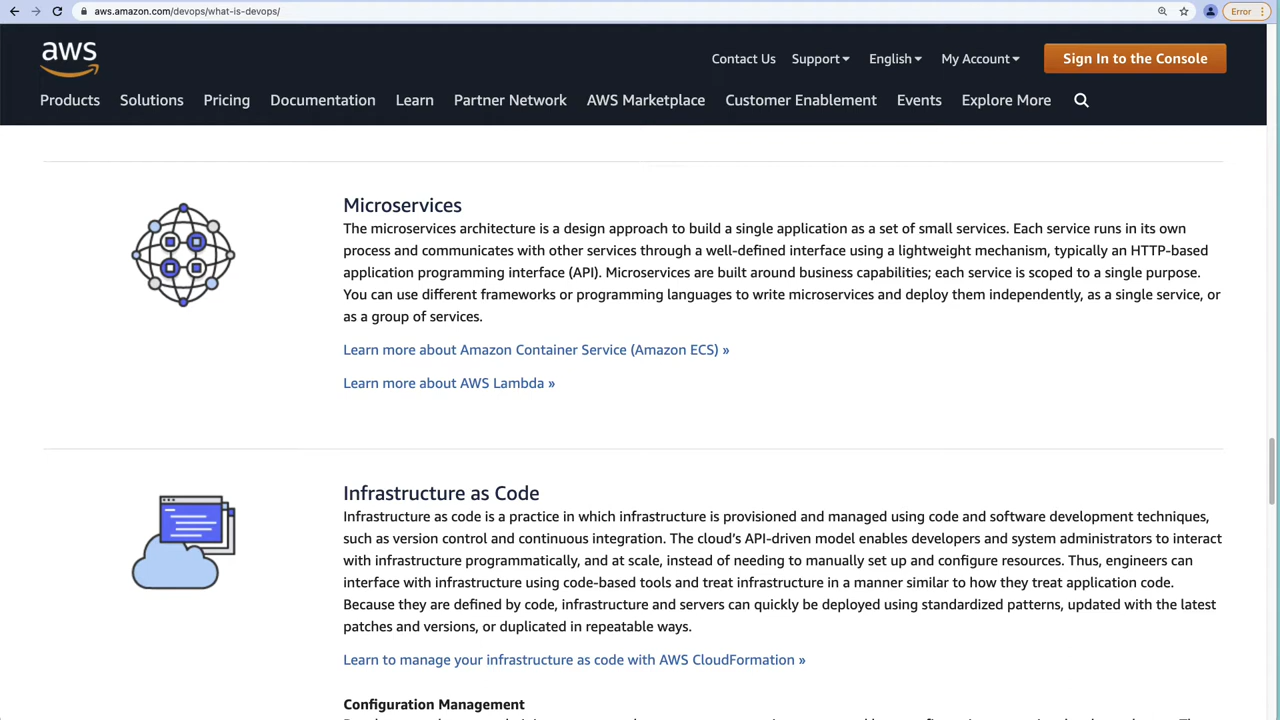 aws.amazon.com/devops/what-is-devops/
Error
aws
Contact Us Support English My Account Sign In to the Console
Products Solutions Pricing Documentation Learn Partner Network AWS Marketplace Customer Enablement Events Explore More
Microservices
The microservices architecture is a design approach to build a single application as a set of small services. Each service runs in its own
process and communicates with other services through a well-defined interface using a lightweight mechanism, typically an HTTP-based
application programming interface (API). Microservices are built around business capabilities; each service is scoped to a single purpose.
You can use different frameworks or programming languages to write microservices and deploy them independently, as a single service, or
as a group of services.
Learn more about Amazon Container Service (Amazon ECS) »
Learn more about AWS Lambda »
Infrastructure as Code
Infrastructure as code is a practice in which infrastructure is provisioned and managed using code and software development techniques,
such as version control and continuous integration. The cloud’s API-driven model enables developers and system administrators to interact
with infrastructure programmatically, and at scale, instead of needing to manually set up and configure resources. Thus, engineers can
interface with infrastructure using code-based tools and treat infrastructure in a manner similar to how they treat application code.
Because they are defined by code, infrastructure and servers can quickly be deployed using standardized patterns, updated with the latest
patches and versions, or duplicated in repeatable ways.
Learn to manage your infrastructure as code with AWS CloudFormation »
Configuration Management